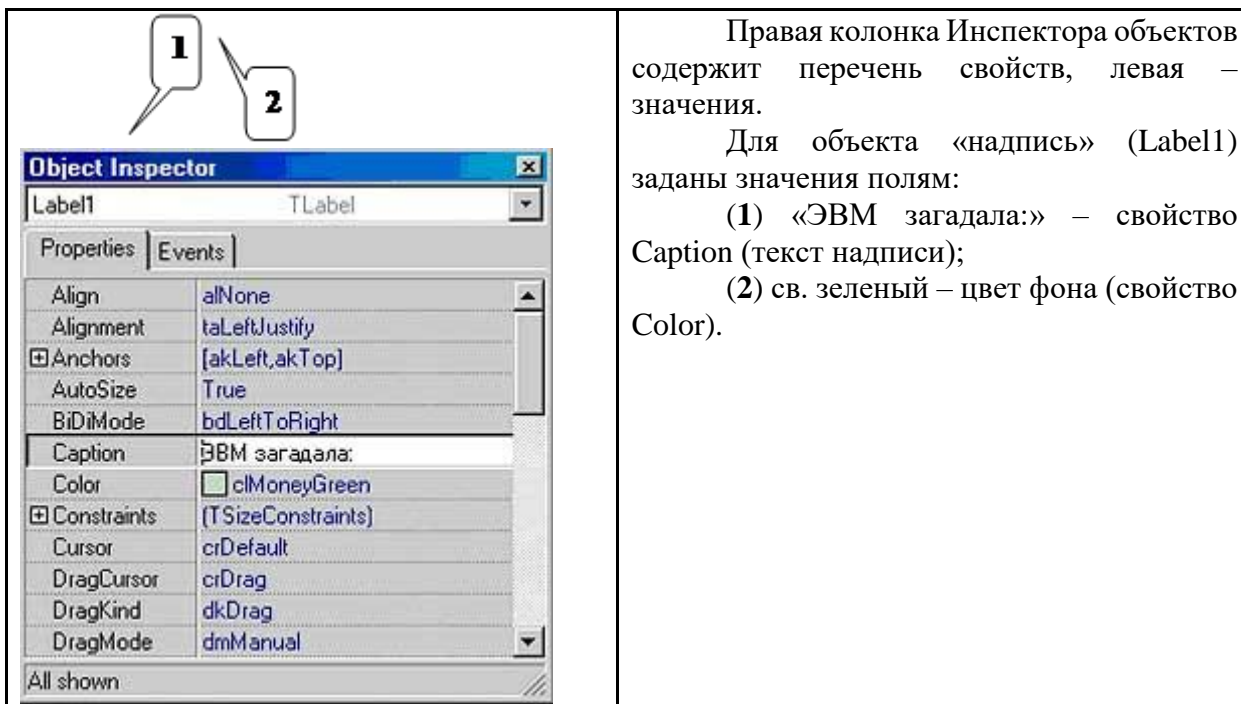 1
2
Object Inspector
Label1 TLabel
Properties Events
Align alNone
Alignment taLeftJustify
Anchors [akLeft,akTop]
AutoSize True
BiDiMode bdLeftToRight
Caption ЭВМ загадала:
Color clMoneyGreen
Constraints (TSizeConstraints)
Cursor crDefault
DragCursor crDrag
DragKind dkDrag
DragMode dmManual
All shown
Правая колонка Инспектора объектов
содержит перечень свойств, левая –
значения.
Для объекта «надпись» (Label1)
заданы значения полям:
(1) «ЭВМ загадала:» – свойство
Caption (текст надписи);
(2) св. зеленый – цвет фона (свойство
Color).